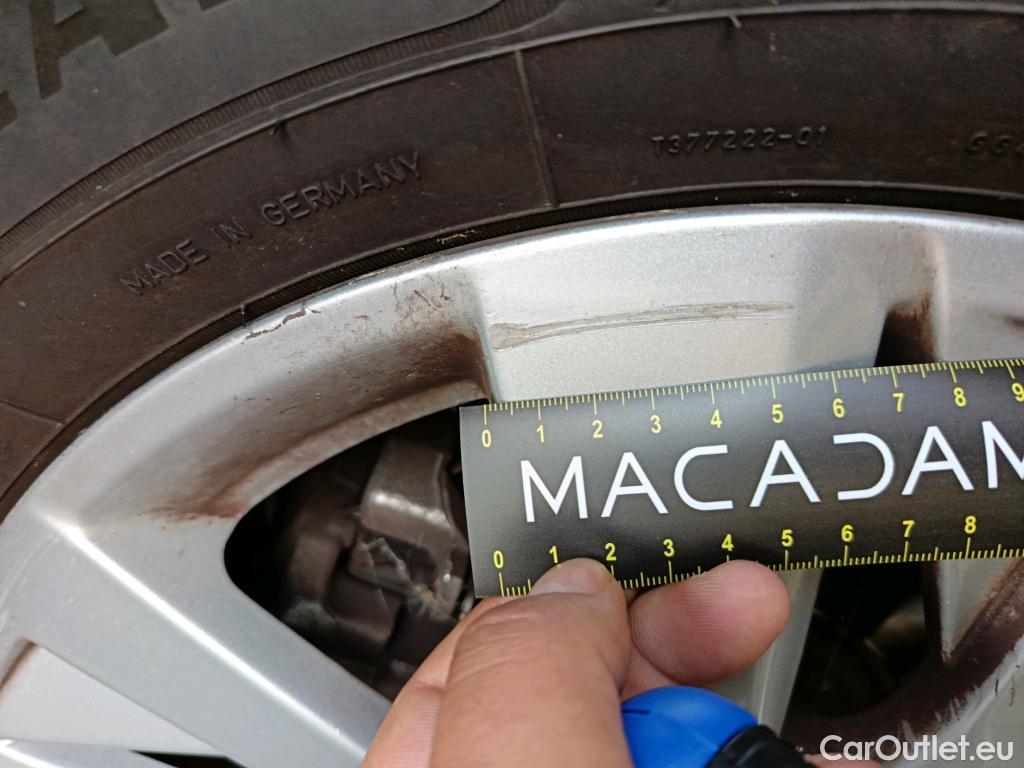 MADE IN GERMANY
T377222-01
0 1 2 3 4 5 6 7 8 9
MACADAM
0 1 2 3 4 5 6 7 8
CarOutlet.eu